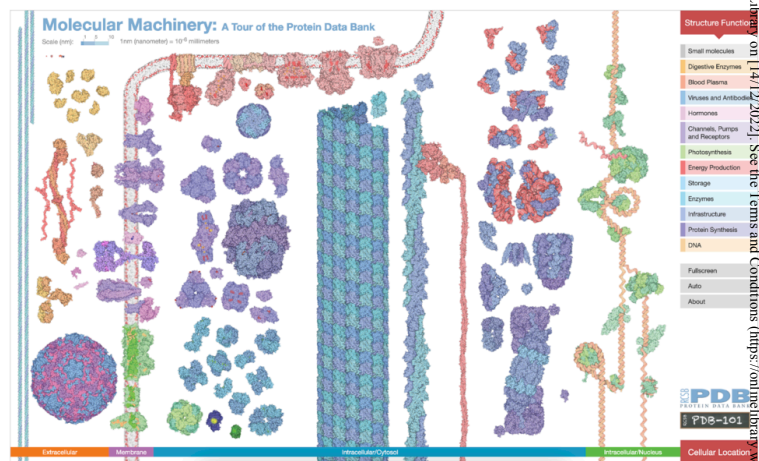 Molecular Machinery: A Tour of the Protein Data Bank
Scale (nm):
1nm (nanometer) = 10⁻⁶ millimeters
Structure Function
Small molecules
Digestive Enzymes
Blood Plasma
Viruses and Antibodies
Hormones
Channels, Pumps
and Receptors
Photosynthesis
Energy Production
Storage
Enzymes
Infrastructure
Protein Synthesis
DNA
Fullscreen
Auto
About
PDB
PROTEIN DATA BANK
PDB-101
Extracellular
Membrane
Intracellular/Cytosol
Intracellular/Nucleus
Cellular Location
Library on [14/12/2022]. See the Terms and Conditions (https://onlinelibrary.w